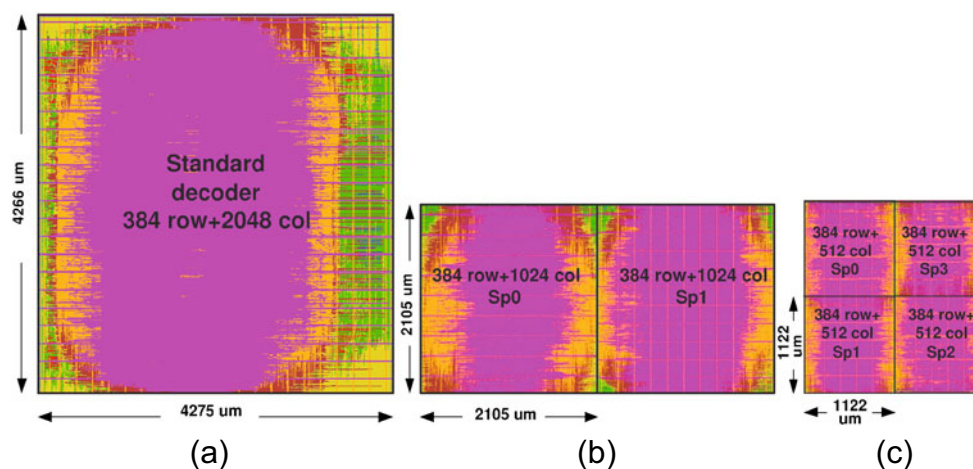 4266 um
Standard
decoder
384 row+2048 col
4275 um
(a)
2105 um
384 row+1024 col
Sp0
384 row+1024 col
Sp1
2105 um
(b)
384 row+
512 col
Sp0
384 row+
512 col
Sp3
1122
um
384 row+
512 col
Sp1
384 row+
512 col
Sp2
1122
um
(c)